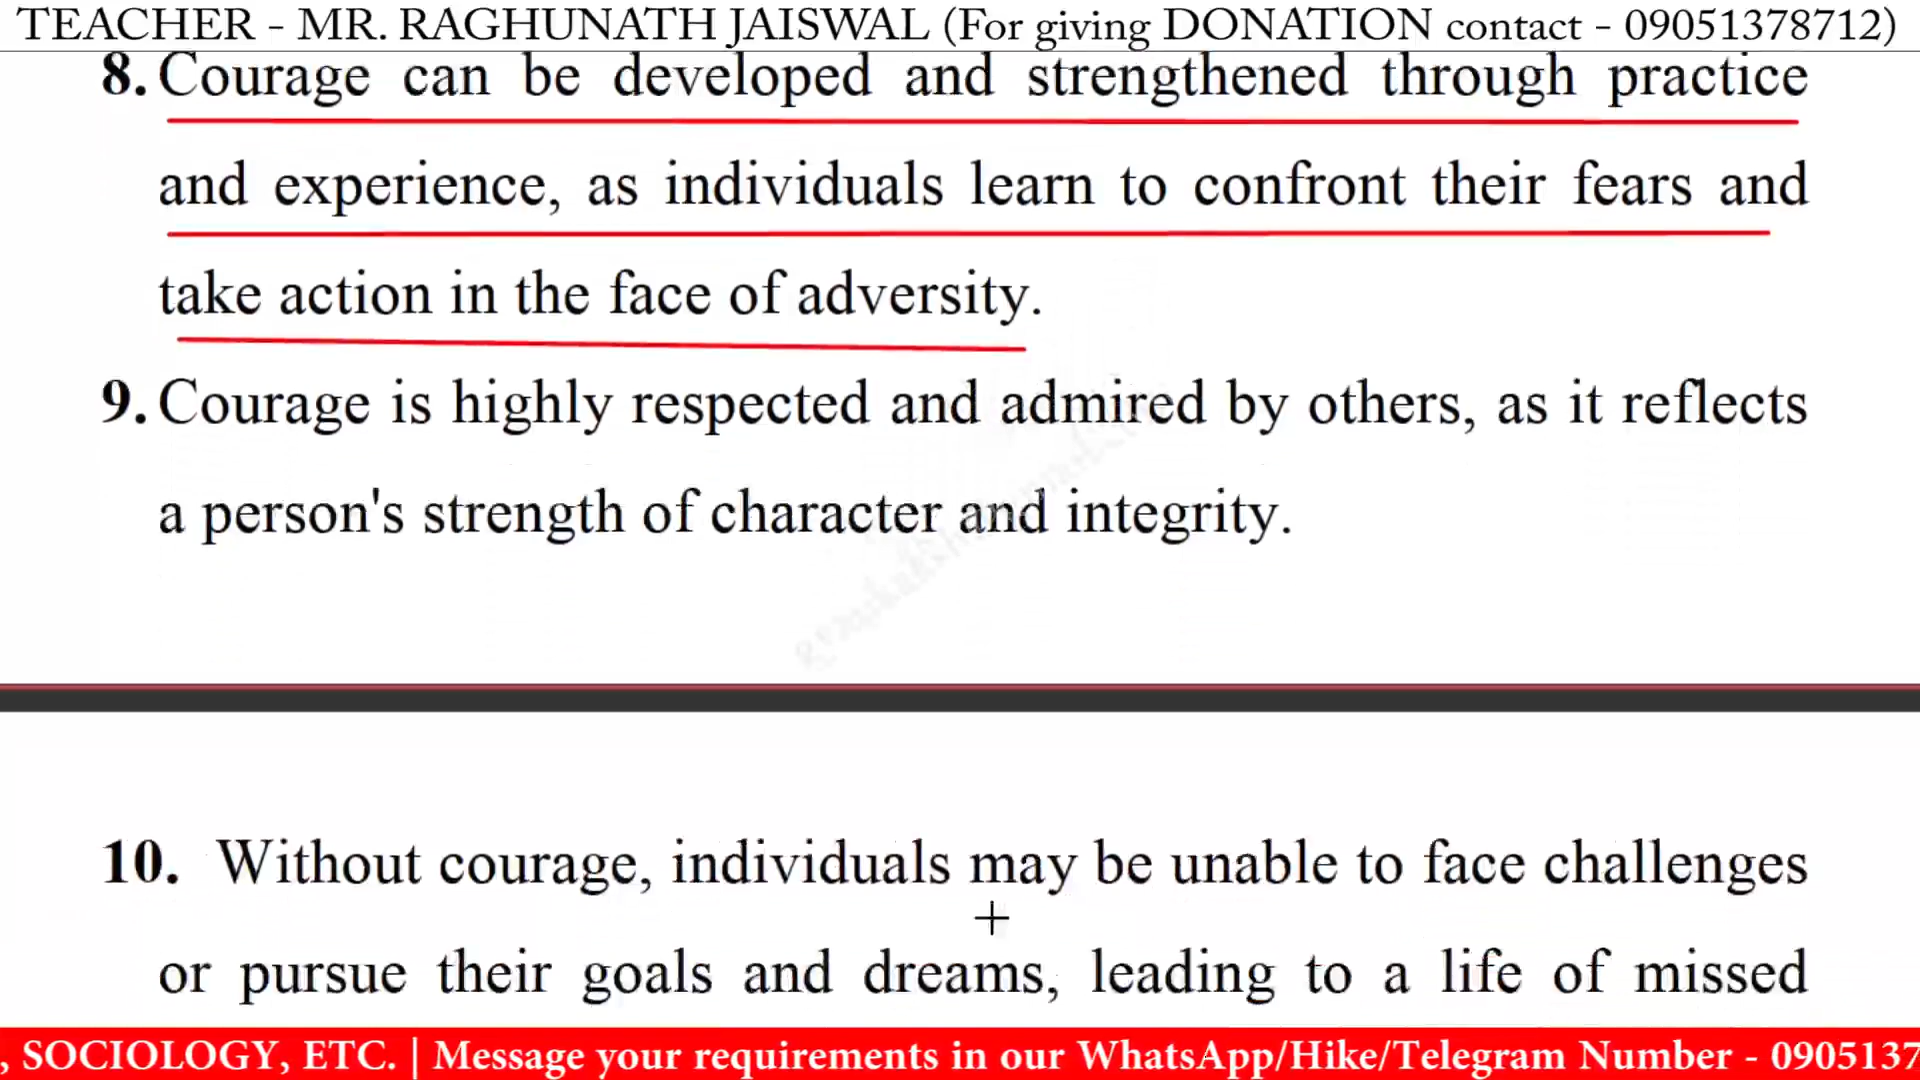 TEACHER - MR. RAGHUNATH JAISWAL (For giving DONATION contact - 09051378712)
8. Courage can be developed and strengthened through practice
and experience, as individuals learn to confront their fears and
take action in the face of adversity.
9. Courage is highly respected and admired by others, as it reflects
a person's strength of character and integrity.
10. Without courage, individuals may be unable to face challenges
or pursue their goals and dreams, leading to a life of missed
, SOCIOLOGY, ETC. | Message your requirements in our WhatsApp/Hike/Telegram Number - 0905137